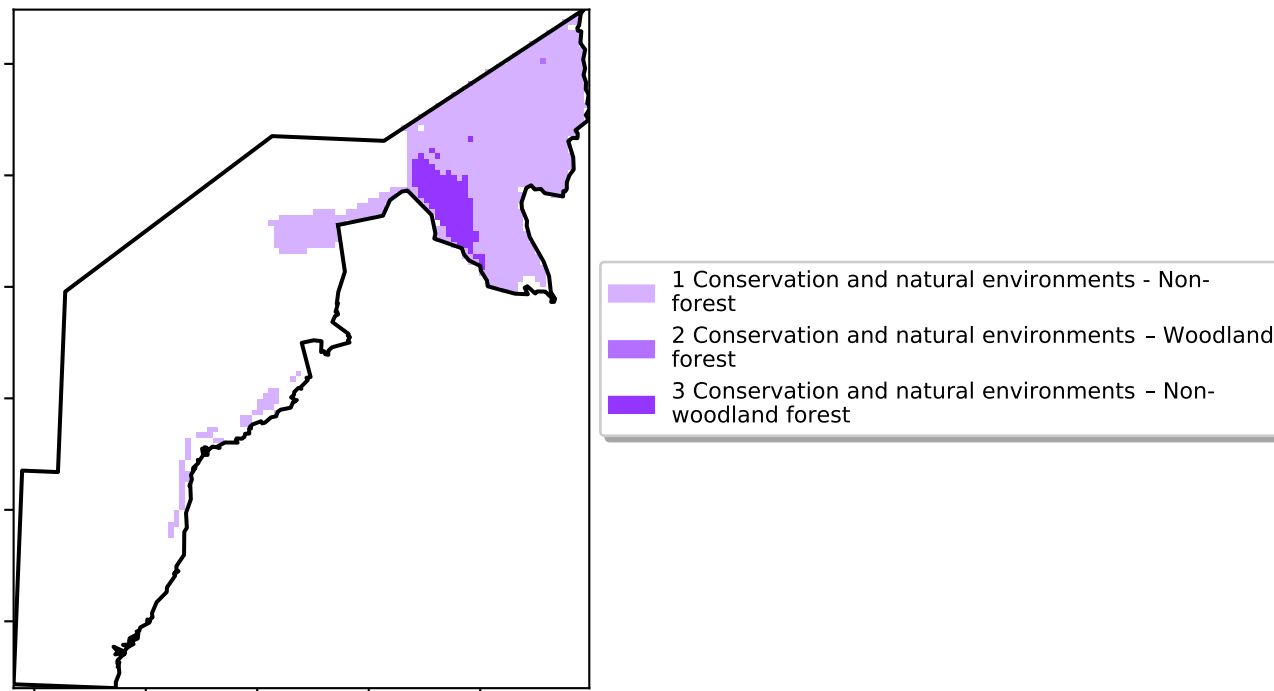 1 Conservation and natural environments - Non-
forest
2 Conservation and natural environments – Woodland
forest
3 Conservation and natural environments – Non-
woodland forest